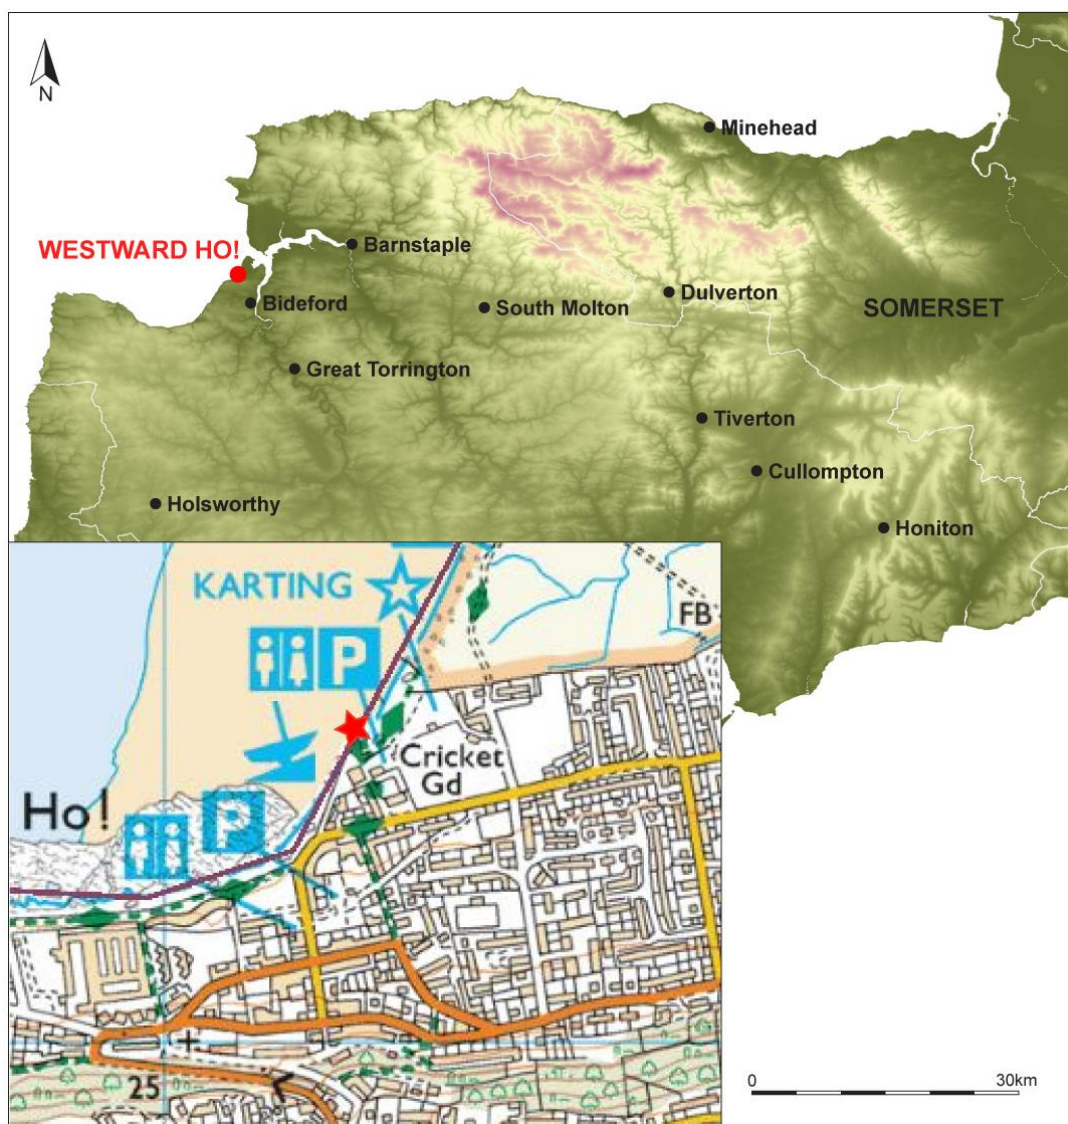 N
Minehead
WESTWARD HO!
Barnstaple
Bideford
South Molton
Dulverton
SOMERSET
Great Torrington
Tiverton
Cullompton
Holsworthy
Honiton
KARTING
FB
P
Cricket
Gd
Ho!
P
25
0 30km